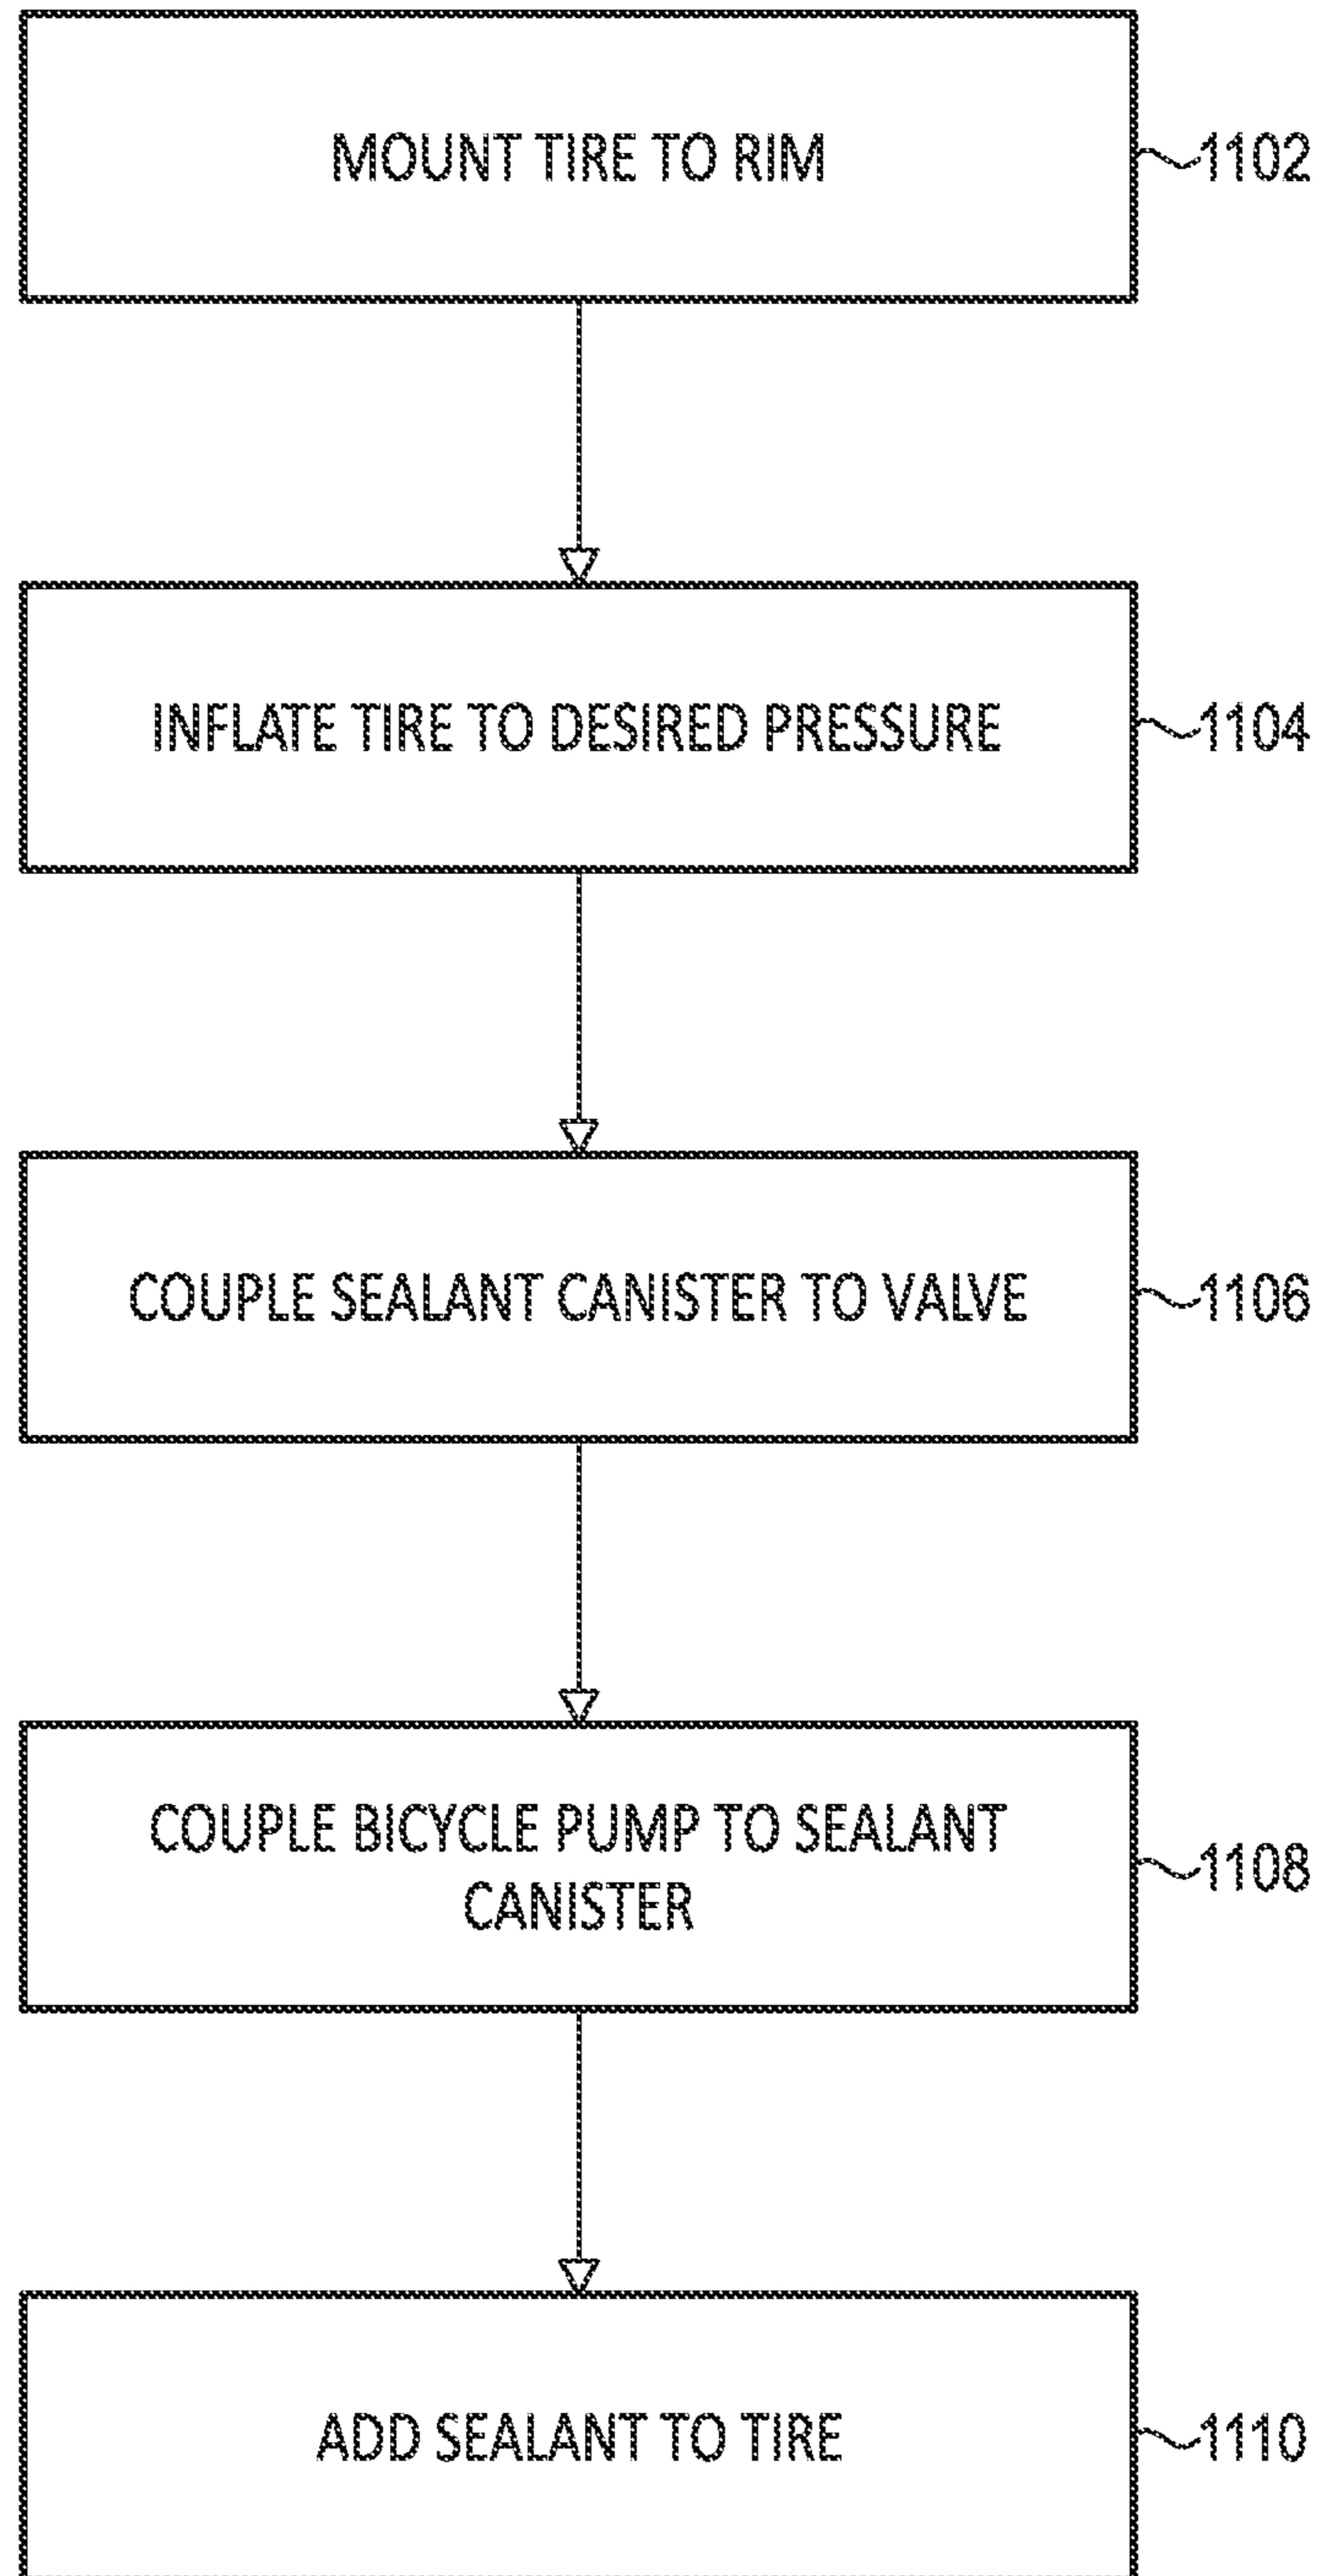 MOUNT TIRE TO RIM
1102
INFLATE TIRE TO DESIRED PRESSURE
1104
COUPLE SEALANT CANISTER TO VALVE
1106
COUPLE BICYCLE PUMP TO SEALANT
CANISTER
1108
ADD SEALANT TO TIRE
1110